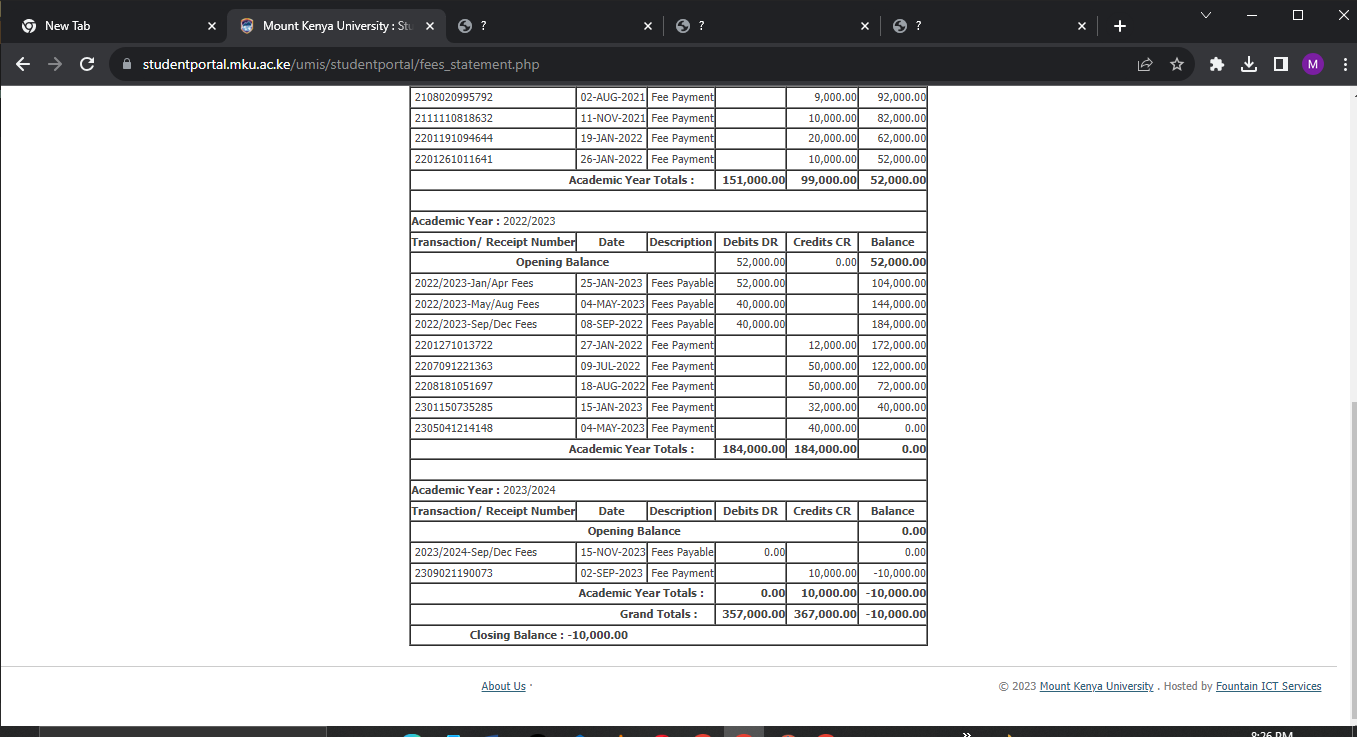 New Tab
Mount Kenya University : Stu
?
?
?
studentportal.mku.ac.ke/umis/studentportal/fees_statement.php
M
2108020995792 02-AUG-2021 Fee Payment 9,000.00 92,000.00
2111110818632 11-NOV-2021 Fee Payment 10,000.00 82,000.00
2201191094644 19-JAN-2022 Fee Payment 20,000.00 62,000.00
2201261011641 26-JAN-2022 Fee Payment 10,000.00 52,000.00
Academic Year Totals : 151,000.00 99,000.00 52,000.00
Academic Year : 2022/2023
Transaction/ Receipt Number Date Description Debits DR Credits CR Balance
Opening Balance 52,000.00 0.00 52,000.00
2022/2023-Jan/Apr Fees 25-JAN-2023 Fees Payable 52,000.00 104,000.00
2022/2023-May/Aug Fees 04-MAY-2023 Fees Payable 40,000.00 144,000.00
2022/2023-Sep/Dec Fees 08-SEP-2022 Fees Payable 40,000.00 184,000.00
2201271013722 27-JAN-2022 Fee Payment 12,000.00 172,000.00
2207091221363 09-JUL-2022 Fee Payment 50,000.00 122,000.00
2208181051697 18-AUG-2022 Fee Payment 50,000.00 72,000.00
2301150735285 15-JAN-2023 Fee Payment 32,000.00 40,000.00
2305041214148 04-MAY-2023 Fee Payment 40,000.00 0.00
Academic Year Totals : 184,000.00 184,000.00 0.00
Academic Year : 2023/2024
Transaction/ Receipt Number Date Description Debits DR Credits CR Balance
Opening Balance 0.00
2023/2024-Sep/Dec Fees 15-NOV-2023 Fees Payable 0.00 0.00
2309021190073 02-SEP-2023 Fee Payment 10,000.00 -10,000.00
Academic Year Totals : 0.00 10,000.00 -10,000.00
Grand Totals : 357,000.00 367,000.00 -10,000.00
Closing Balance : -10,000.00
About Us ·
© 2023 Mount Kenya University . Hosted by Fountain ICT Services
8:26 PM